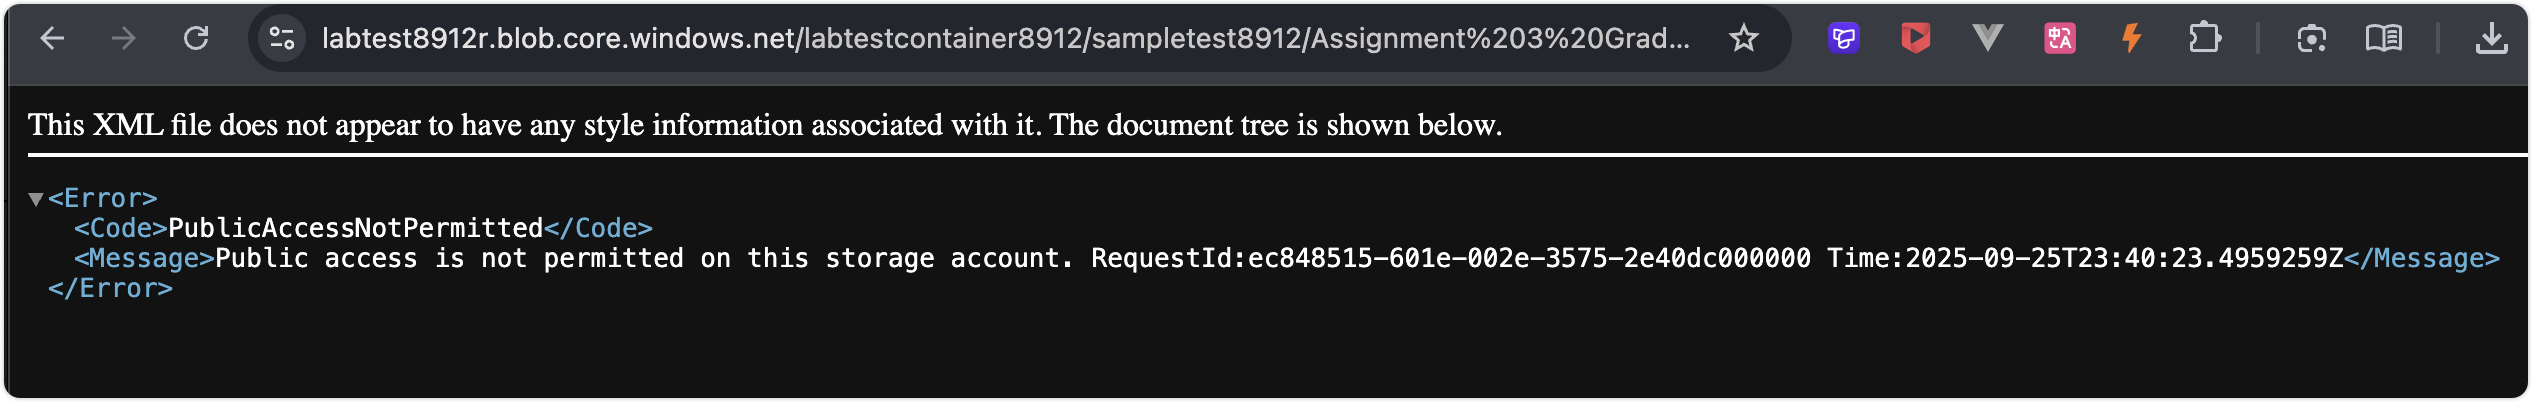 labtest8912r.blob.core.windows.net/labtestcontainer8912/sampletest8912/Assignment%203%20Grad...
中 A
This XML file does not appear to have any style information associated with it. The document tree is shown below.
▼<Error>
<Code>PublicAccessNotPermitted</Code>
<Message>Public access is not permitted on this storage account. RequestId:ec848515-601e-002e-3575-2e40dc000000 Time:2025-09-25T23:40:23.4959259Z</Message>
</Error>